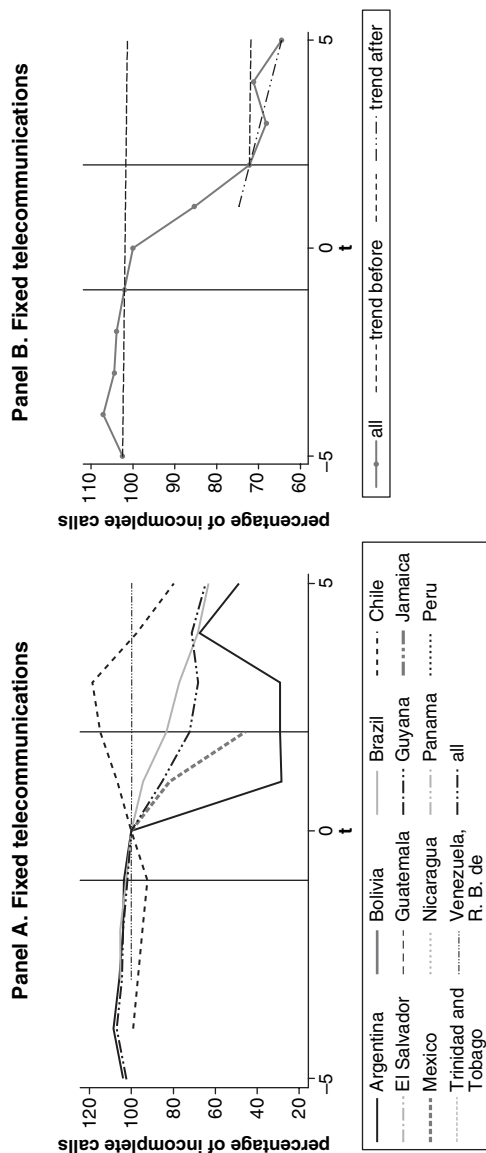 Panel A. Fixed telecommunications
percentage of incomplete calls
120
100
80
60
40
20
–5
0
5
t
Argentina
Bolivia
Brazil
Chile
El Salvador
Guatemala
Guyana
Jamaica
Mexico
Nicaragua
Panama
Peru
Trinidad and
Tobago
Venezuela,
R. B. de
all
Panel B. Fixed telecommunications
percentage of incomplete calls
110
100
90
80
70
60
–5
0
5
t
all
trend before
trend after